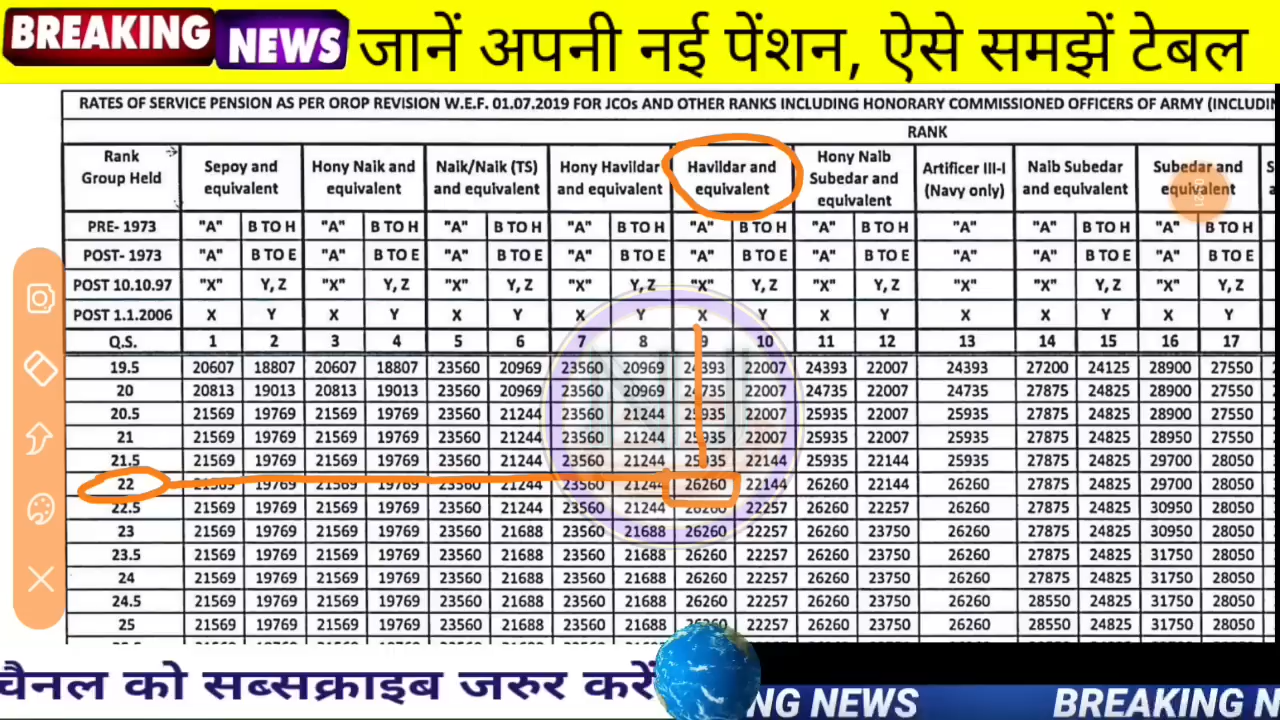 BREAKING NEWS जानें अपनी नई पेंशन, ऐसे समझें टेबल
RATES OF SERVICE PENSION AS PER OROP REVISION W.E.F. 01.07.2019 FOR JCOs AND OTHER RANKS INCLUDING HONORARY COMMISSIONED OFFICERS OF ARMY (INCLUDIN
RANK
Rank Group Held Sepoy and equivalent Hony Naik and equivalent Naik/Naik (TS) and equivalent Hony Havildar and equivalent Havildar and equivalent Hony Naib Subedar and equivalent Artificer III-I (Navy only) Naib Subedar and equivalent Subedar and equivalent
PRE- 1973 "A" B TO H "A" B TO H "A" B TO H "A" B TO H "A" B TO H "A" B TO H "A" "A" B TO H "A" B TO H
POST- 1973 "A" B TO E "A" B TO E "A" B TO E "A" B TO E "A" B TO E "A" B TO E "A" "A" B TO E "A" B TO E
POST 10.10.97 "X" Y, Z "X" Y, Z "X" Y, Z "X" Y, Z "X" Y, Z "X" Y, Z "X" "X" Y, Z "X" Y, Z
POST 1.1.2006 X Y X Y X Y X Y X Y X Y X X Y X Y
Q.S. 1 2 3 4 5 6 7 8 9 10 11 12 13 14 15 16 17
19.5 20607 18807 20607 18807 23560 20969 23560 20969 24393 22007 24393 22007 24393 27200 24125 28900 27550
20 20813 19013 20813 19013 23560 20969 23560 20969 24735 22007 24735 22007 24735 27875 24825 28900 27550
20.5 21569 19769 21569 19769 23560 21244 23560 21244 25935 22007 25935 22007 25935 27875 24825 28900 27550
21 21569 19769 21569 19769 23560 21244 23560 21244 25935 22007 25935 22007 25935 27875 24825 28950 27550
21.5 21569 19769 21569 19769 23560 21244 23560 21244 25935 22144 25935 22144 25935 27875 24825 29700 28050
22 21569 19769 21569 19769 23560 21244 23560 21244 26260 22144 26260 22144 26260 27875 24825 29700 28050
22.5 21569 19769 21569 19769 23560 21244 23560 21244 26260 22257 26260 22257 26260 27875 24825 30950 28050
23 21569 19769 21569 19769 23560 21688 23560 21688 26260 22257 26260 23750 26260 27875 24825 30950 28050
23.5 21569 19769 21569 19769 23560 21688 23560 21688 26260 22257 26260 23750 26260 27875 24825 31750 28050
24 21569 19769 21569 19769 23560 21688 23560 21688 26260 22257 26260 23750 26260 27875 24825 31750 28050
24.5 21569 19769 21569 19769 23560 21688 23560 21688 26260 22257 26260 23750 26260 28550 24825 31750 28050
25 21569 19769 21569 19769 23560 21688 23560 21688 26260 22257 26260 23750 26260 28550 24825 31750 28050
चैनल को सब्सक्राइब जरुर करें
NG NEWS BREAKING N